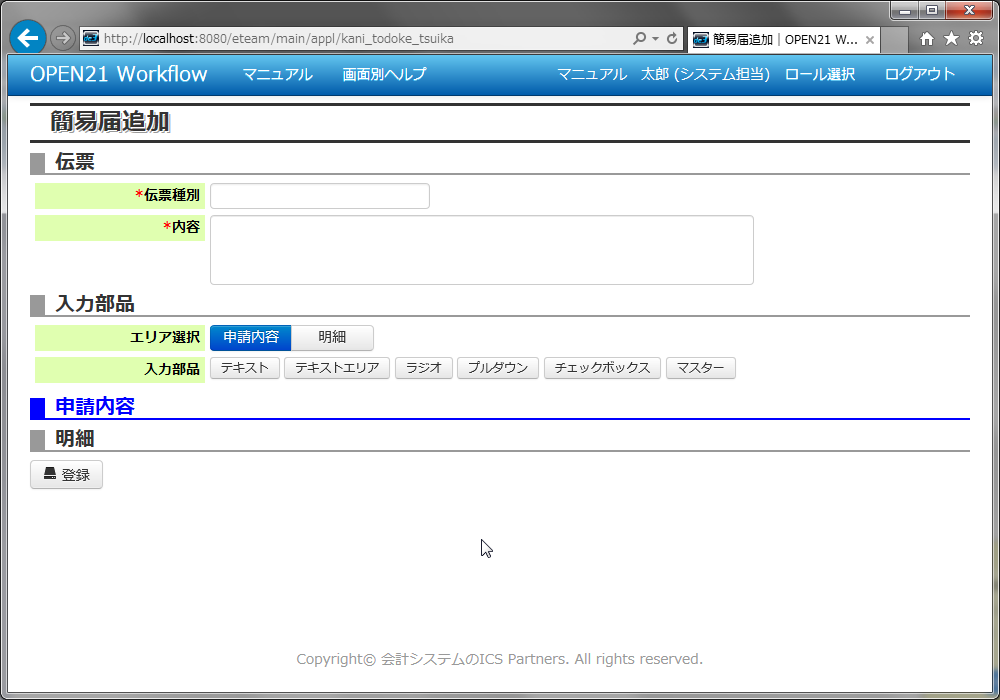 http://localhost:8080/eteam/main/appl/kani_todoke_tsuika
簡易届追加 | OPEN21 W...
OPEN21 Workflow マニュアル 画面別ヘルプ マニュアル 太郎 (システム担当) ロール選択 ログアウト
簡易届追加
伝票
*伝票種別
*内容
入力部品
エリア選択 申請内容 明細
入力部品 テキスト テキストエリア ラジオ プルダウン チェックボックス マスター
申請内容
明細
登録
Copyright© 会計システムのICS Partners. All rights reserved.